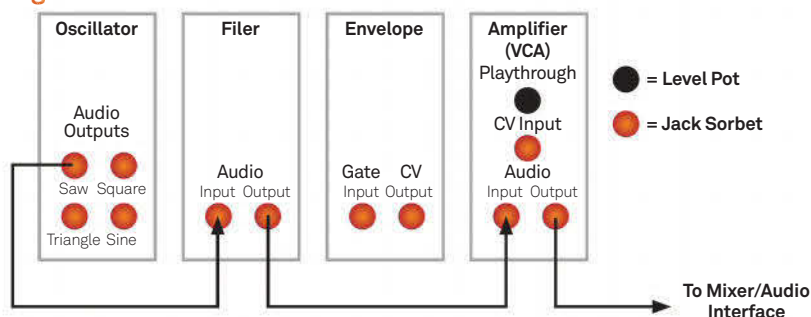 Oscillator
Audio
Outputs
Saw Square
Triangle Sine
Filer
Audio
Input Output
Envelope
Gate CV
Input Output
Amplifier
(VCA)
Playthrough
CV Input
Audio
Input Output
= Level Pot
= Jack Sorbet
To Mixer/Audio
Interface